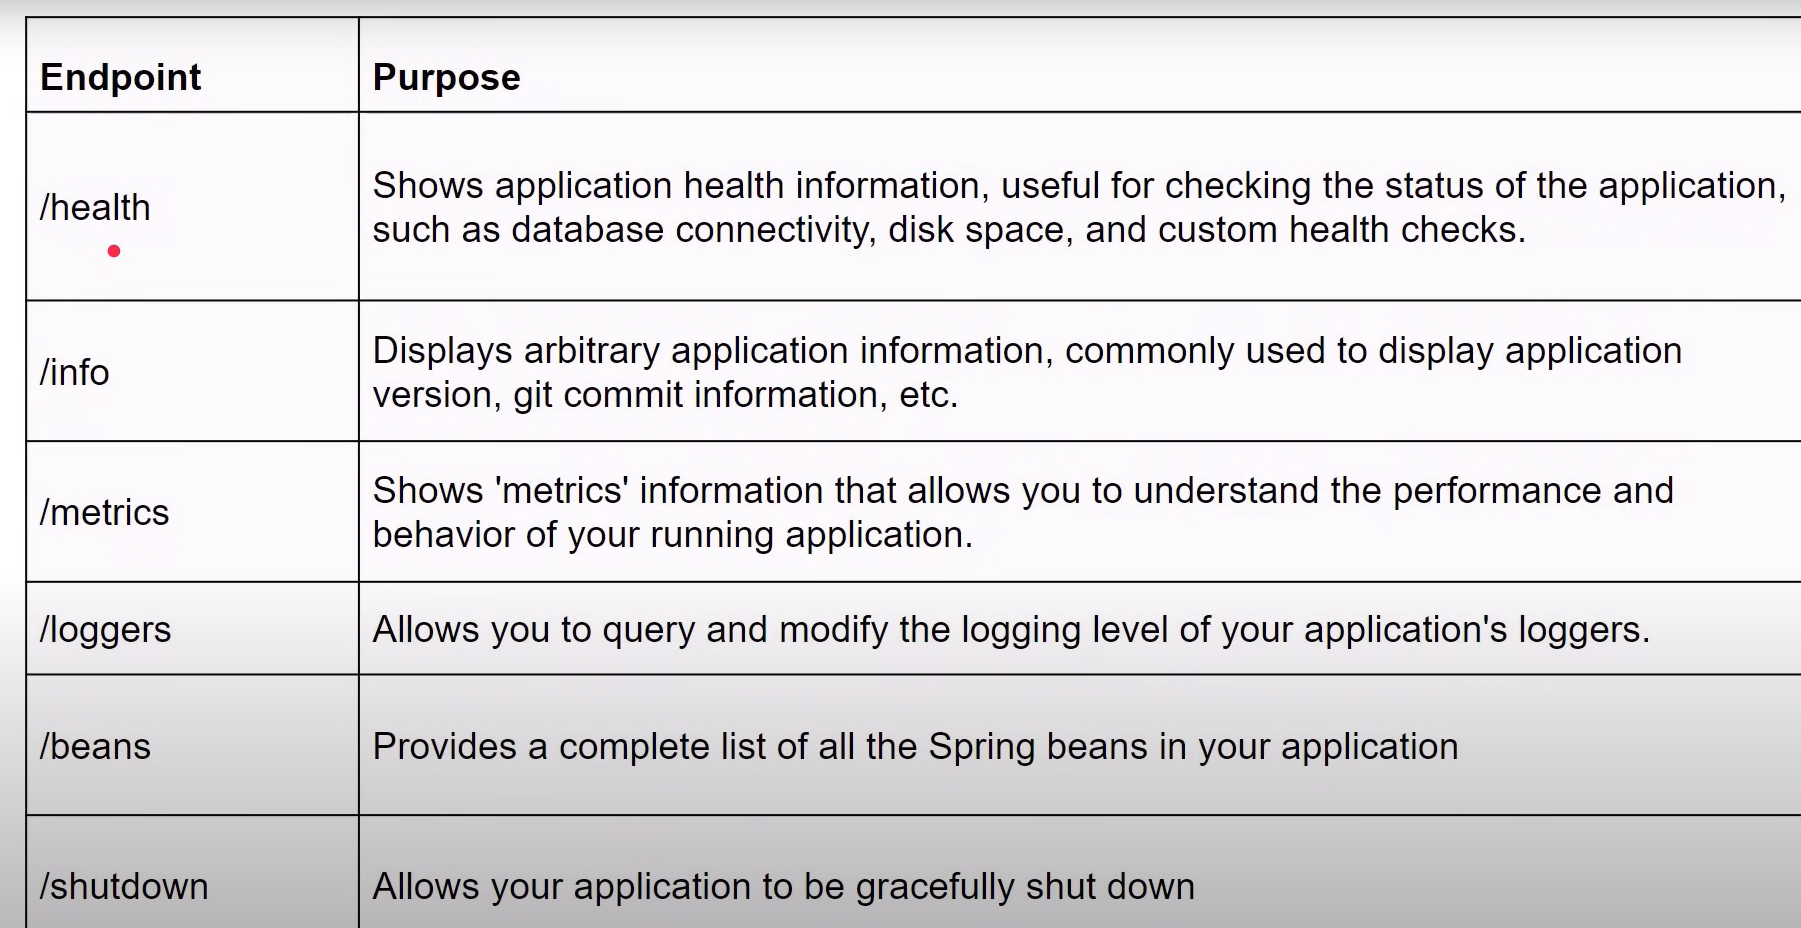 Endpoint
Purpose
/health
Shows application health information, useful for checking the status of the application,
such as database connectivity, disk space, and custom health checks.
/info
Displays arbitrary application information, commonly used to display application
version, git commit information, etc.
/metrics
Shows 'metrics' information that allows you to understand the performance and
behavior of your running application.
/loggers
Allows you to query and modify the logging level of your application's loggers.
/beans
Provides a complete list of all the Spring beans in your application
/shutdown
Allows your application to be gracefully shut down